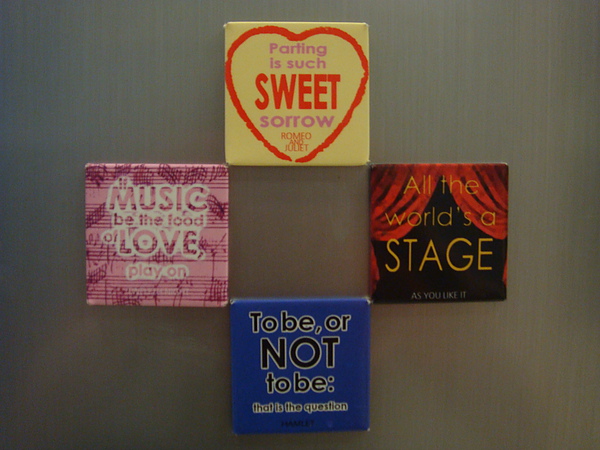 Parting
is such
SWEET
sorrow
ROMEO
AND
JULIET
If
MUSIC
be the food
of LOVE,
play on
All the
world's a
STAGE
AS YOU LIKE IT
To be, or
NOT
to be:
that is the question
HAMLET